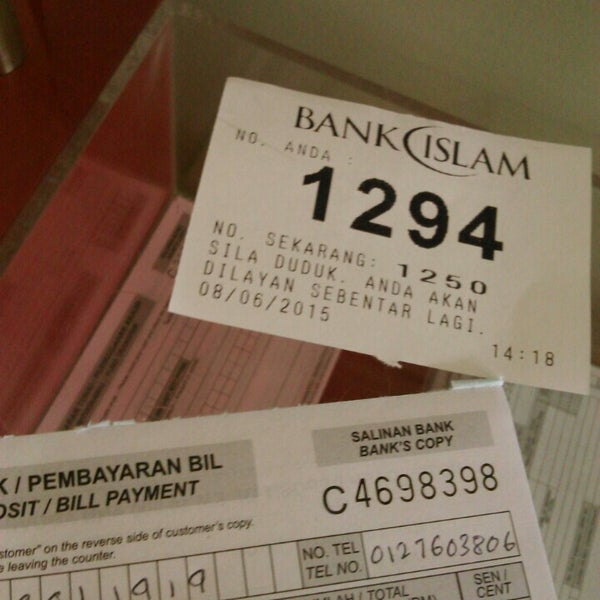 BANK ISLAM
NO. ANDA :
1294
NO. SEKARANG: 1250
SILA DUDUK. ANDA AKAN
DILAYAN SEBENTAR LAGI.
08/06/2015
14:18
SALINAN BANK
BANK'S COPY
/ PEMBAYARAN BIL
/ BILL PAYMENT
C4698398
on the reverse side of customer's copy.
leaving the counter.
NO. TEL
TEL NO.
0127603806
/ TOTAL
SEN /
CENT